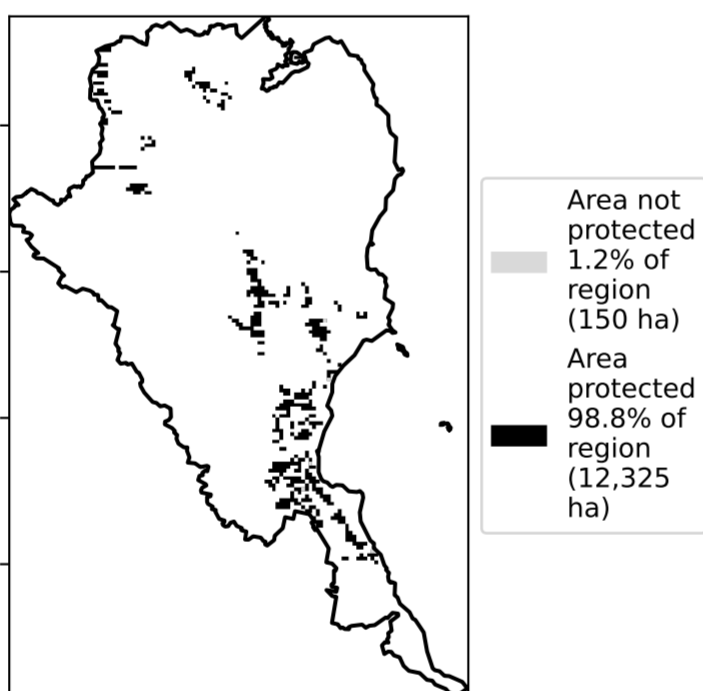 Area not
protected
1.2% of
region
(150 ha)
Area
protected
98.8% of
region
(12,325
ha)